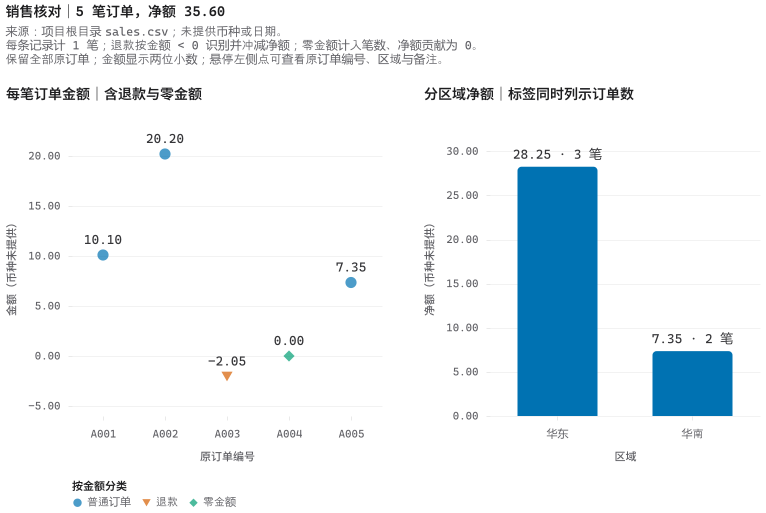 销售核对｜5 笔订单，净额 35.60
来源：项目根目录 sales.csv；未提供币种或日期。
每条记录计 1 笔；退款按金额 < 0 识别并冲减净额；零金额计入笔数、净额贡献为 0。
保留全部原订单；金额显示两位小数；悬停左侧点可查看原订单编号、区域与备注。
每笔订单金额｜含退款与零金额
金额（币种未提供）
20.00
15.00
10.00
5.00
0.00
−5.00
10.10
20.20
−2.05
0.00
7.35
A001
A002
A003
A004
A005
原订单编号
按金额分类
普通订单
退款
零金额
分区域净额｜标签同时列示订单数
净额（币种未提供）
30.00
25.00
20.00
15.00
10.00
5.00
0.00
28.25 · 3 笔
7.35 · 2 笔
华东
华南
区域